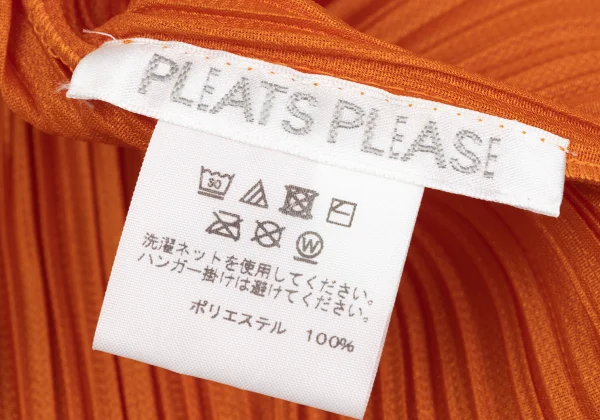 PLEATS PLEASE
30
W
洗濯ネットを使用してください。
ハンガー掛けは避けてください。
ポリエステル 100%